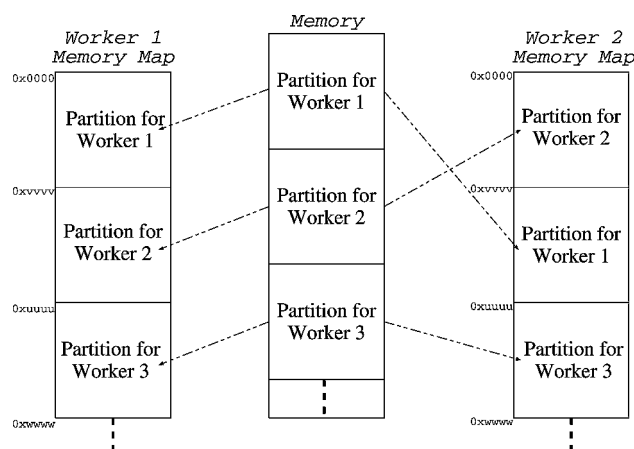 Worker 1
Memory Map
0x0000
Partition for
Worker 1
0xvvvv
Partition for
Worker 2
0xuuuu
Partition for
Worker 3
0xwwww
Memory
Partition for
Worker 1
Partition for
Worker 2
Partition for
Worker 3
Worker 2
Memory Map
0x0000
Partition for
Worker 2
0xvvvv
Partition for
Worker 1
0xuuuu
Partition for
Worker 3
0xwwww